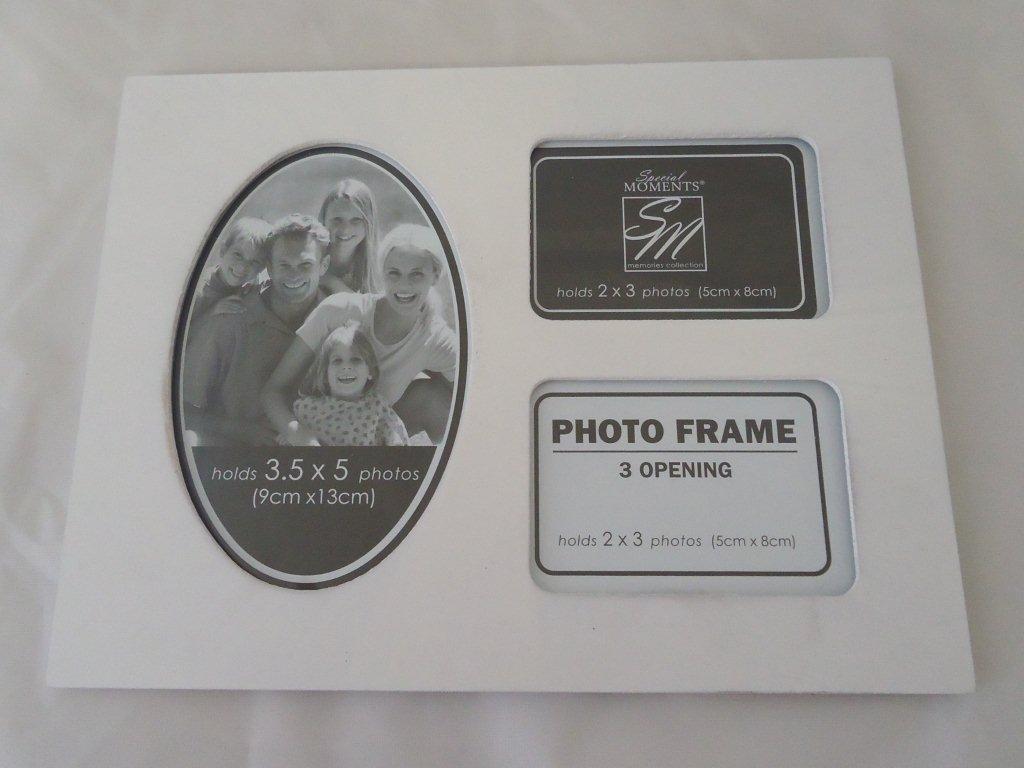 holds 3.5 x 5 photos
(9cm x13cm)
Special
MOMENTS®
SM
memories collection
holds 2 x 3 photos (5cm x 8cm)
PHOTO FRAME
3 OPENING
holds 2 x 3 photos (5cm x 8cm)